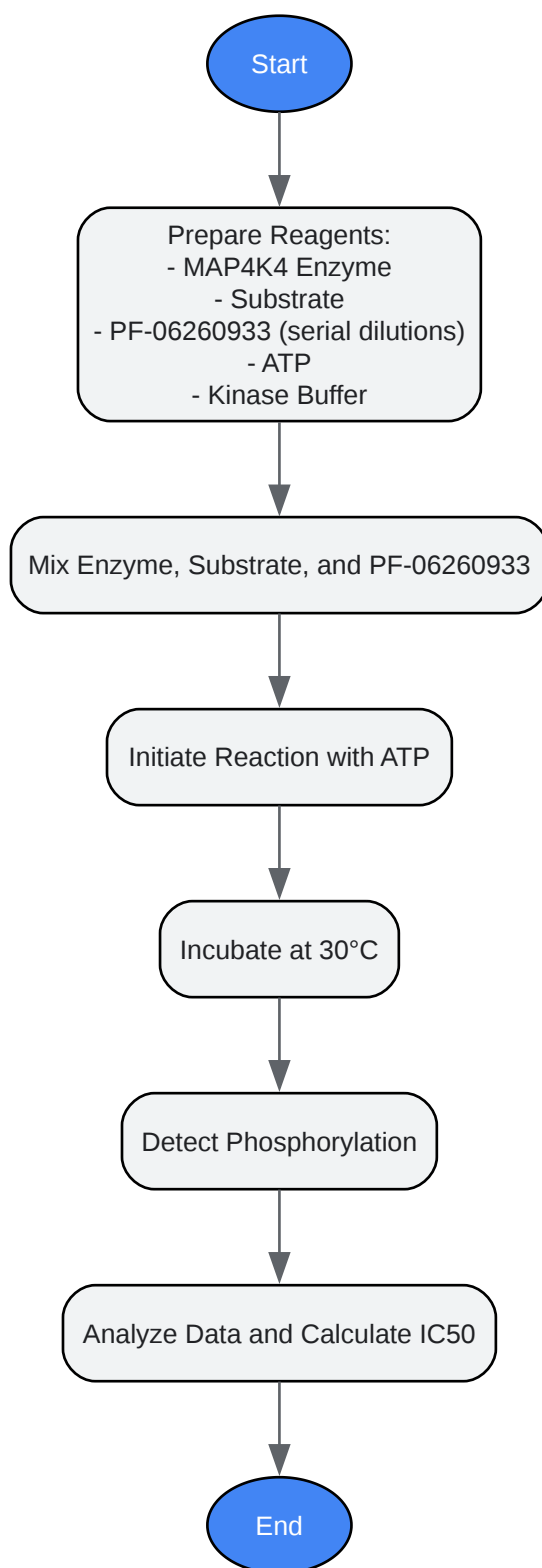 Start
Prepare Reagents:
- MAP4K4 Enzyme
- Substrate
- PF-06260933 (serial dilutions)
- ATP
- Kinase Buffer
Mix Enzyme, Substrate, and PF-06260933
Initiate Reaction with ATP
Incubate at 30°C
Detect Phosphorylation
Analyze Data and Calculate IC50
End